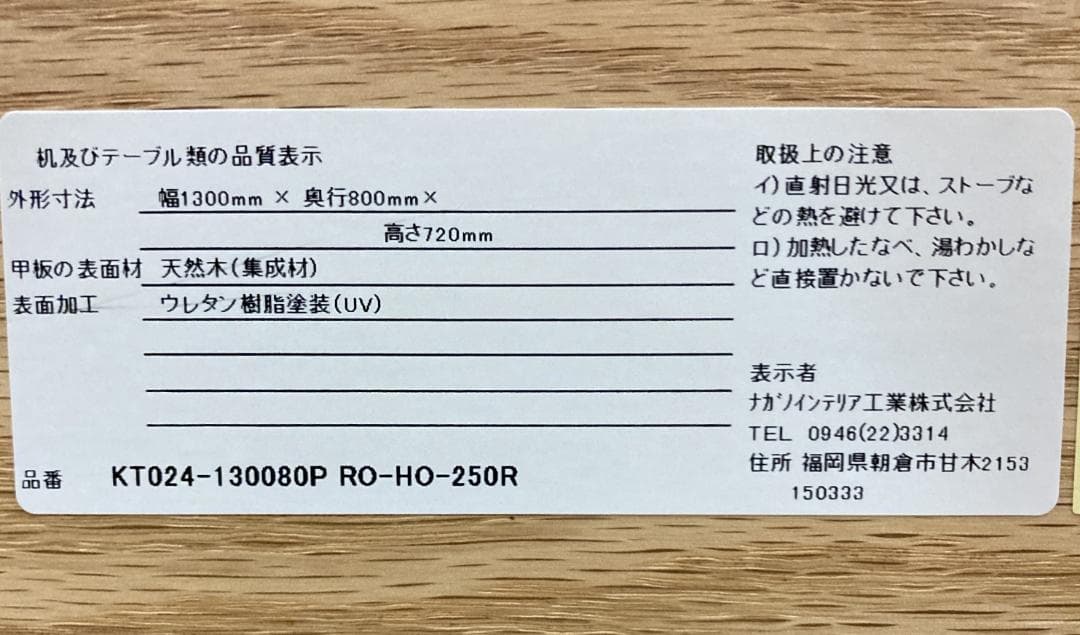 机及びテーブル類の品質表示
外形寸法 幅1300mm × 奥行800mm×
高さ720mm
甲板の表面材 天然木(集成材)
表面加工 ウレタン樹脂塗装(UV)
品番 KT024-130080P RO-HO-250R
取扱上の注意
イ)直射日光又は、ストーブな
どの熱を避けて下さい。
ロ)加熱したなべ、湯わかしな
ど直接置かないで下さい。
表示者
ナガノインテリア工業株式会社
TEL 0946(22)3314
住所 福岡県朝倉市甘木2153
150333